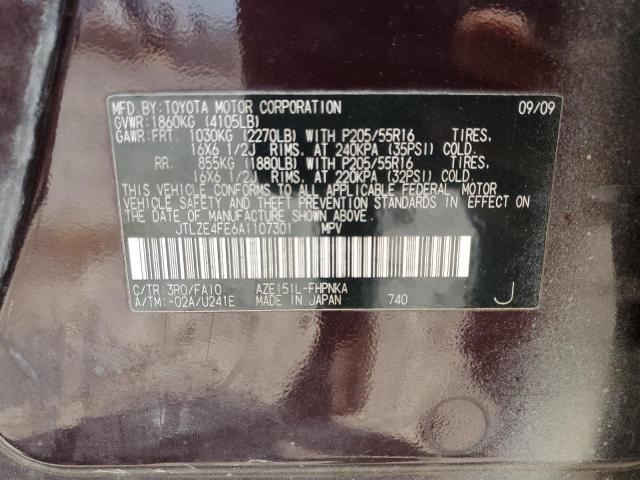 MFD.BY:TOYOTA MOTOR CORPORATION 09/09
GVWR:1860KG (4105LB)
GAWR:FRT 1030KG (2270LB) WITH P205/55R16 TIRES,
16X6 1/2J RIMS, AT 240KPA (35PSI) COLD.
RR 855KG (1880LB) WITH P205/55R16 TIRES,
16X6 1/2J RIMS, AT 220KPA (32PSI) COLD.
THIS VEHICLE CONFORMS TO ALL APPLICABLE FEDERAL MOTOR
VEHICLE SAFETY AND THEFT PREVENTION STANDARDS IN EFFECT ON
THE DATE OF MANUFACTURE SHOWN ABOVE.
JTLZE4FE6A1107301 MPV
C/TR:3R0/FA10 AZE151L-FHPNKA
A/TM:-02A/U241E MADE IN JAPAN 740 J